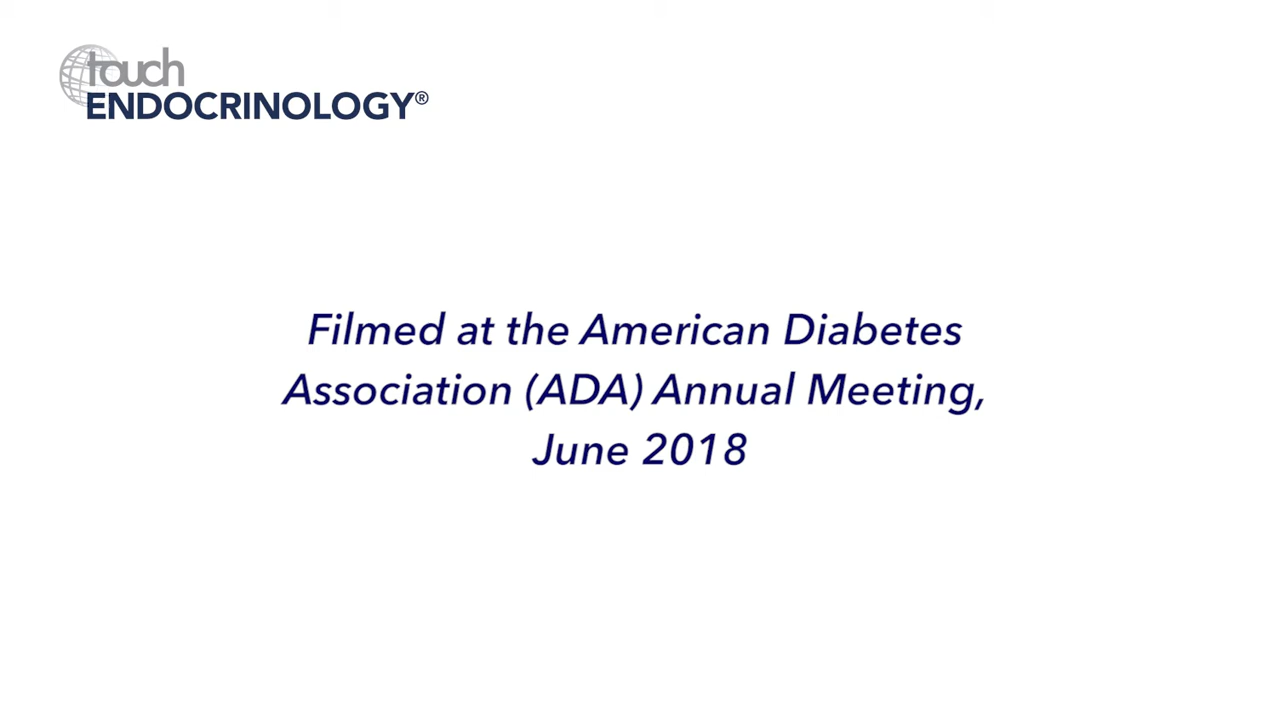 touch
ENDOCRINOLOGY®
Filmed at the American Diabetes
Association (ADA) Annual Meeting,
June 2018